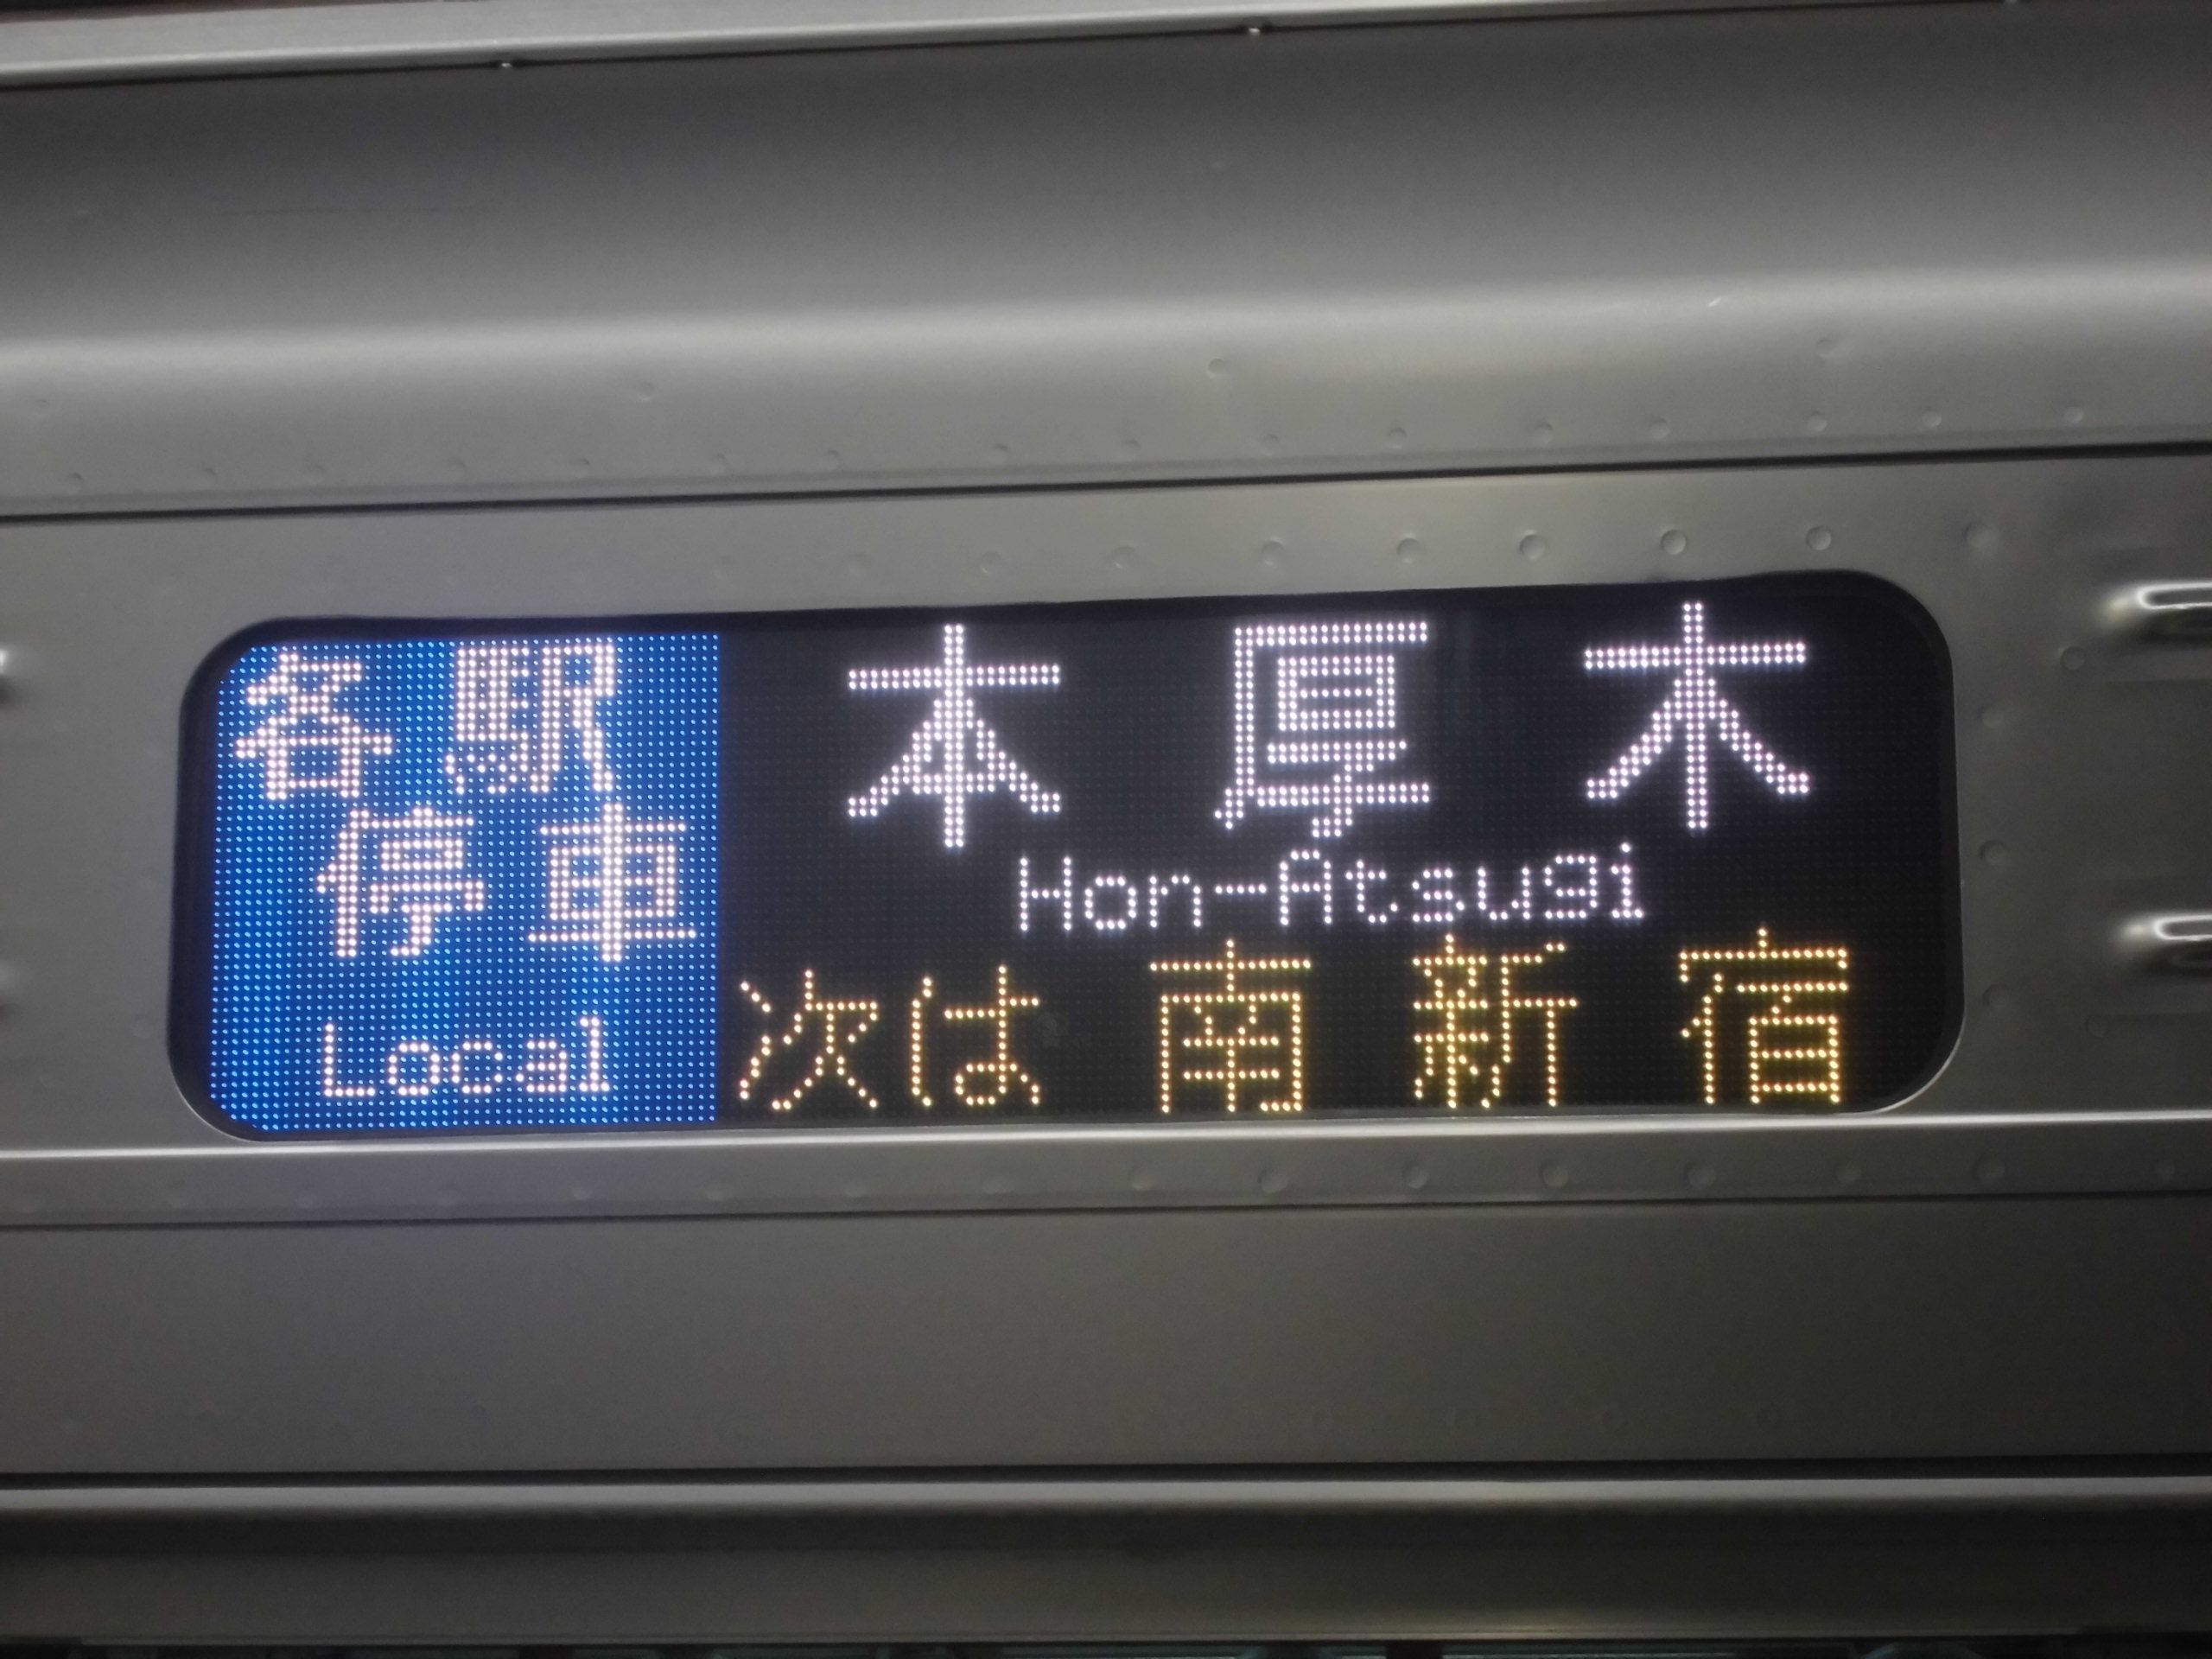 各駅
停車
Local
本厚木
Hon-Atsugi
次は 南新宿